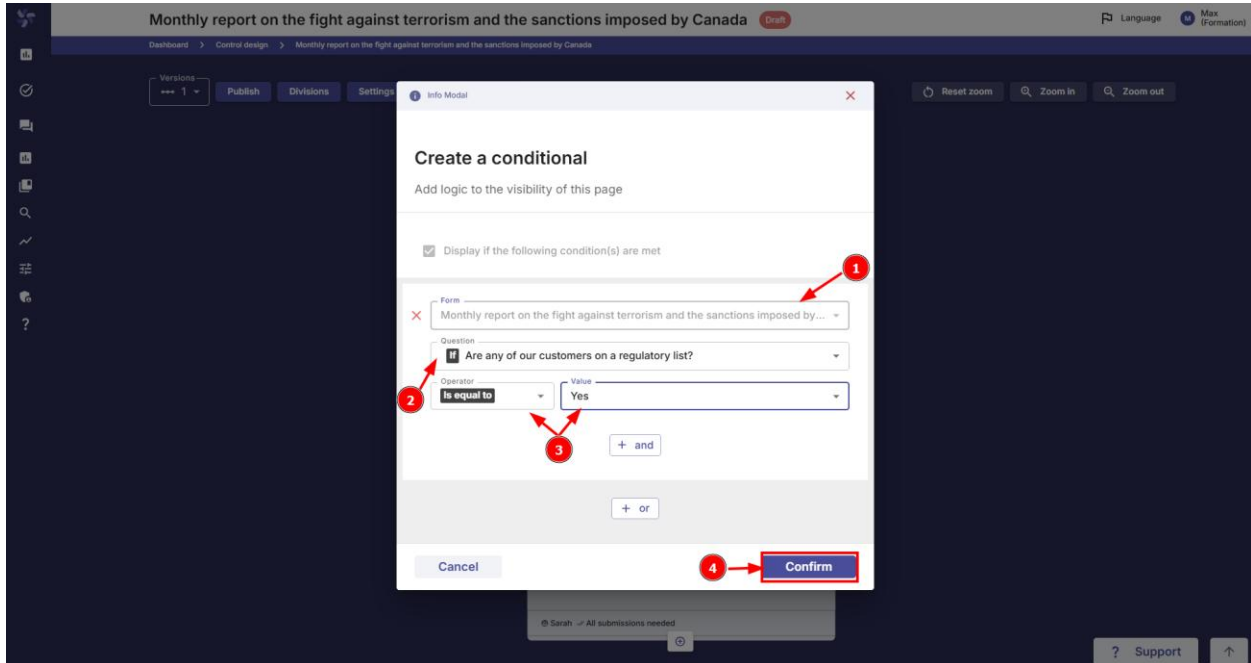 Monthly report on the fight against terrorism and the sanctions imposed by Canada Draft
Language
M Max (Formation)
Dashboard > Control design > Monthly report on the fight against terrorism and the sanctions imposed by Canada
Versions
1
Publish
Divisions
Settings
Reset zoom
Zoom in
Zoom out
Info Modal
Create a conditional
Add logic to the visibility of this page
Display if the following condition(s) are met
1
Form
Monthly report on the fight against terrorism and the sanctions imposed by...
Question
If Are any of our customers on a regulatory list?
2
Operator
Is equal to
Value
Yes
3
+ and
+ or
Cancel
4
Confirm
Sarah All submissions needed
? Support